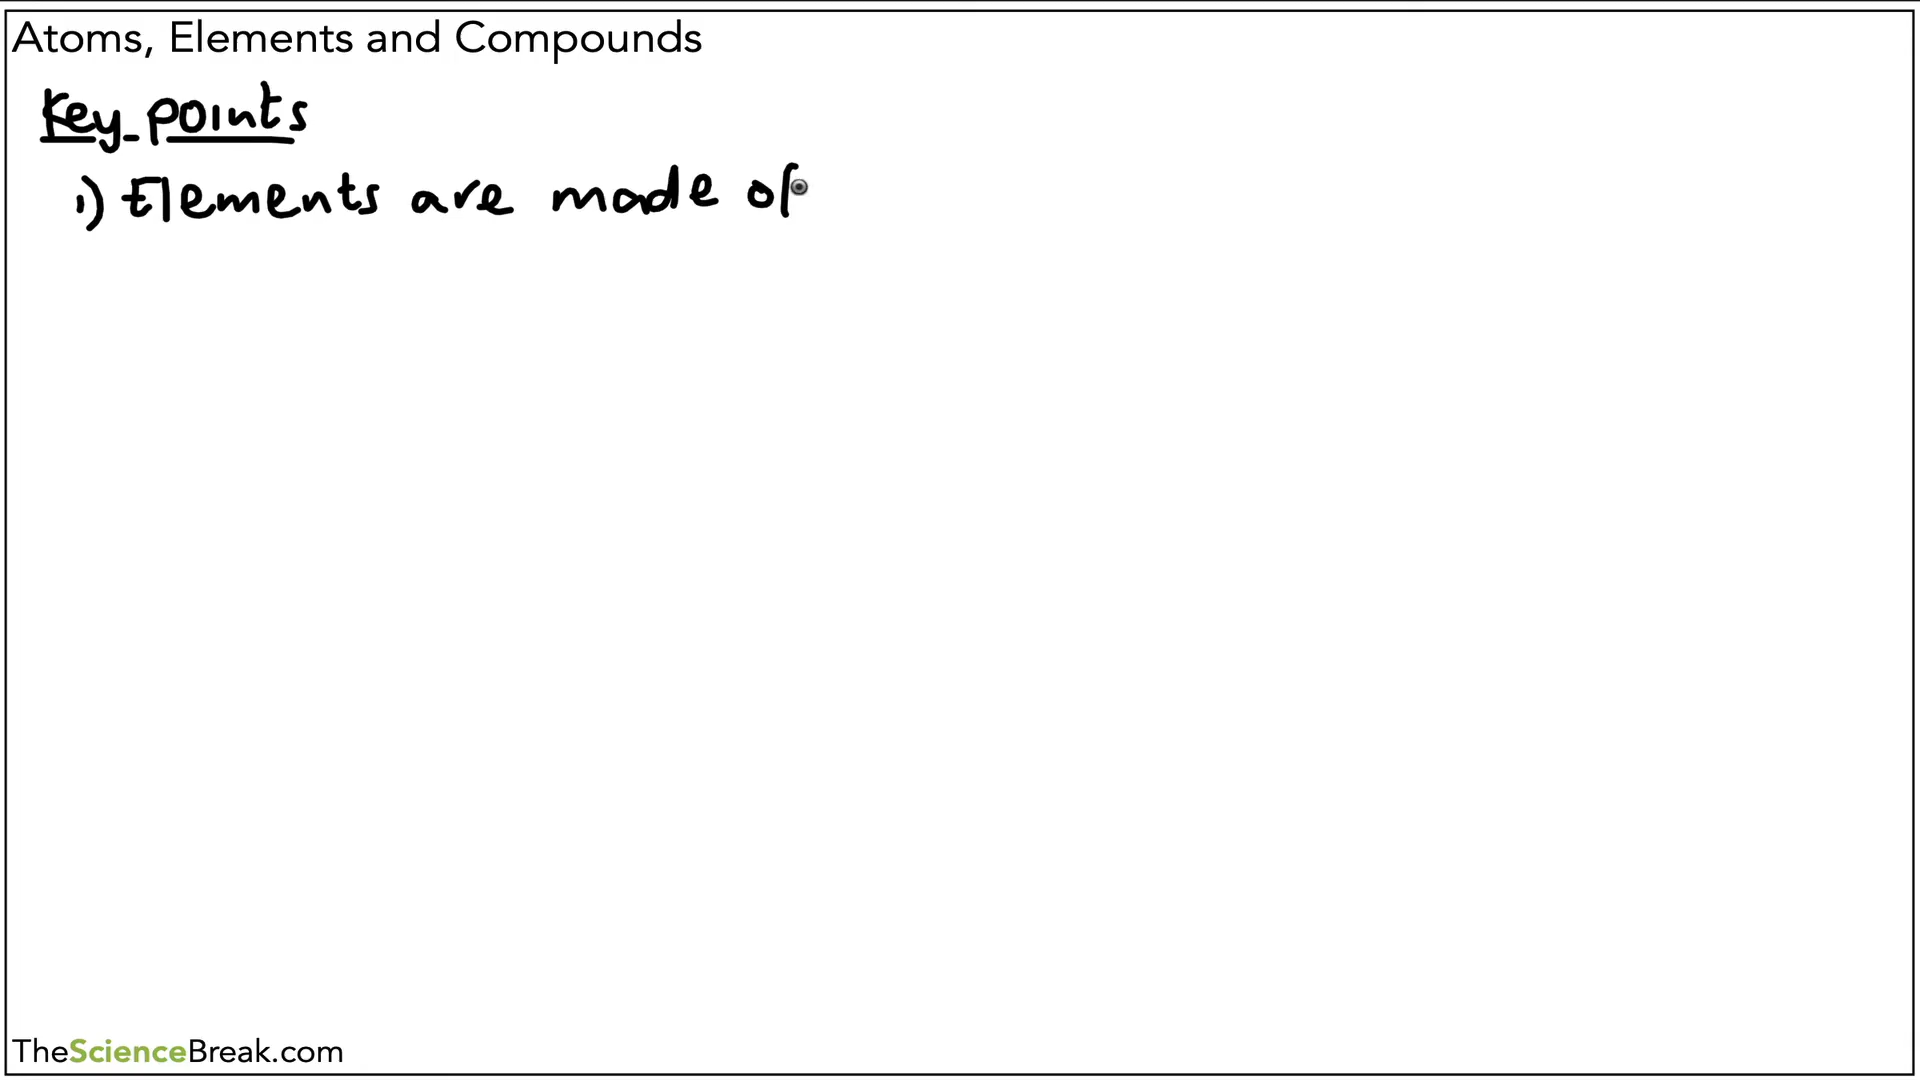 Atoms, Elements and Compounds
Key points
1) Elements are made of
TheScienceBreak.com